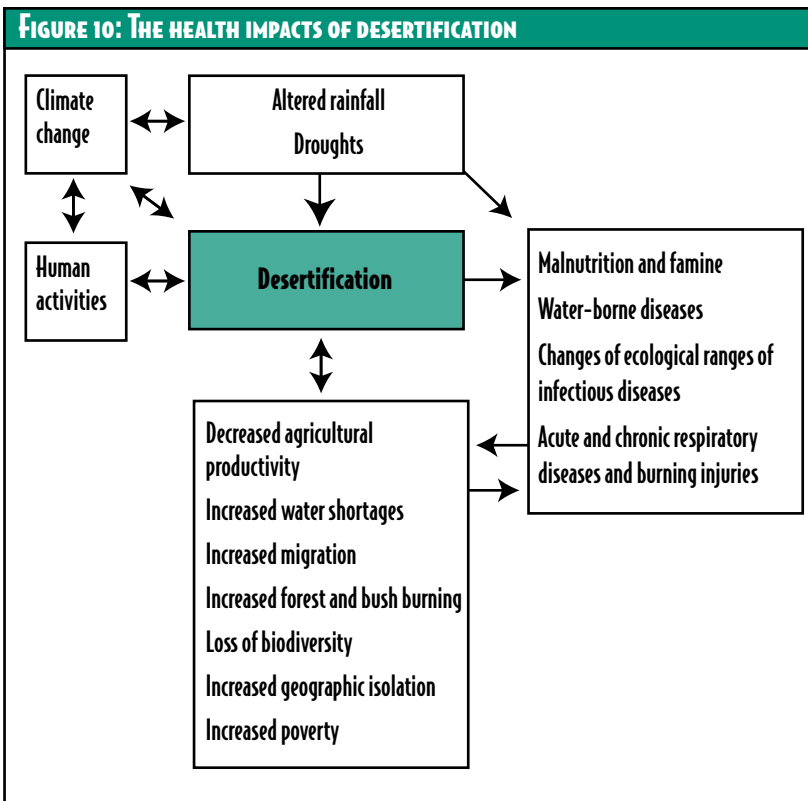 FIGURE 10: THE HEALTH IMPACTS OF DESERTIFICATION
Climate
change
Altered rainfall
Droughts
Human
activities
Desertification
Malnutrition and famine
Water-borne diseases
Changes of ecological ranges of
infectious diseases
Acute and chronic respiratory
diseases and burning injuries
Decreased agricultural
productivity
Increased water shortages
Increased migration
Increased forest and bush burning
Loss of biodiversity
Increased geographic isolation
Increased poverty